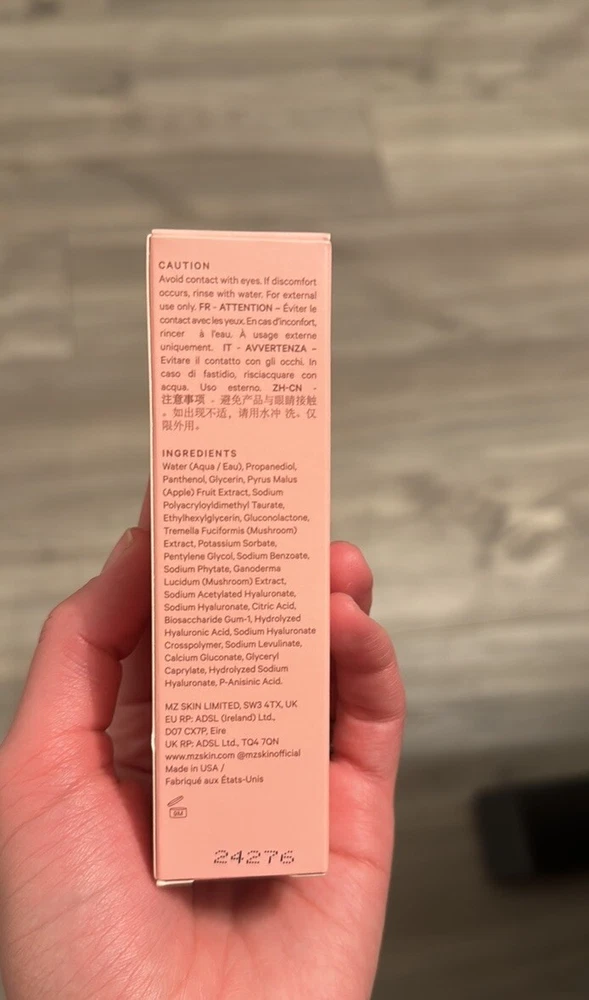 CAUTION
Avoid contact with eyes. If discomfort
occurs, rinse with water. For external
use only. FR - ATTENTION – Éviter le
contact avec les yeux. En cas d'inconfort,
rincer à l'eau. À usage externe
uniquement. IT - AVVERTENZA –
Evitare il contatto con gli occhi. In
caso di fastidio, risciacquare con
acqua. Uso esterno. ZH-CN -
注意事项 - 避免产品与眼睛接触
。如出现不适，请用水冲 洗。仅
限外用。
INGREDIENTS
Water (Aqua / Eau), Propanediol,
Panthenol, Glycerin, Pyrus Malus
(Apple) Fruit Extract, Sodium
Polyacryloyldimethyl Taurate,
Ethylhexylglycerin, Gluconolactone,
Tremella Fuciformis (Mushroom)
Extract, Potassium Sorbate,
Pentylene Glycol, Sodium Benzoate,
Sodium Phytate, Ganoderma
Lucidum (Mushroom) Extract,
Sodium Acetylated Hyaluronate,
Sodium Hyaluronate, Citric Acid,
Biosaccharide Gum-1, Hydrolyzed
Hyaluronic Acid, Sodium Hyaluronate
Crosspolymer, Sodium Levulinate,
Calcium Gluconate, Glyceryl
Caprylate, Hydrolyzed Sodium
Hyaluronate, P-Anisinic Acid.
MZ SKIN LIMITED, SW3 4TX, UK
EU RP: ADSL (Ireland) Ltd.,
D07 CX7P, Eire
UK RP: ADSL Ltd., TQ4 7QN
www.mzskin.com @mzskinofficial
Made in USA /
Fabriqué aux États-Unis
24276